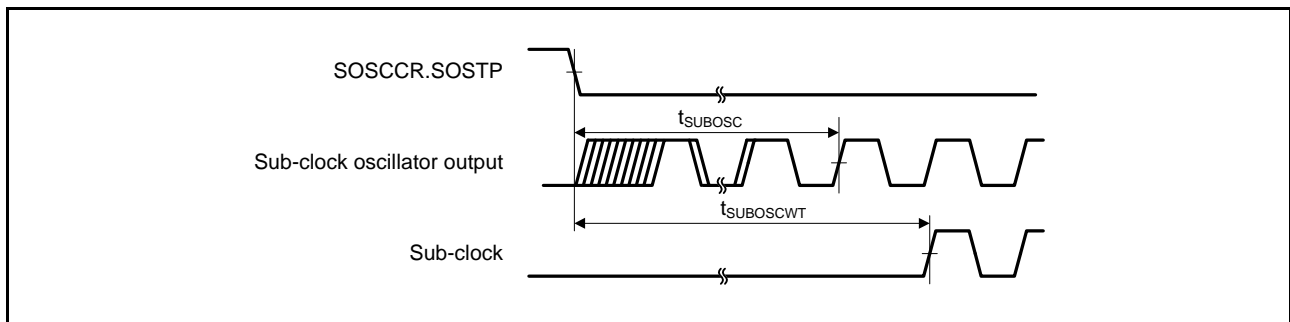 SOSCCR.SOSTP
tSUBOSC
Sub-clock oscillator output
tSUBOSCWT
Sub-clock